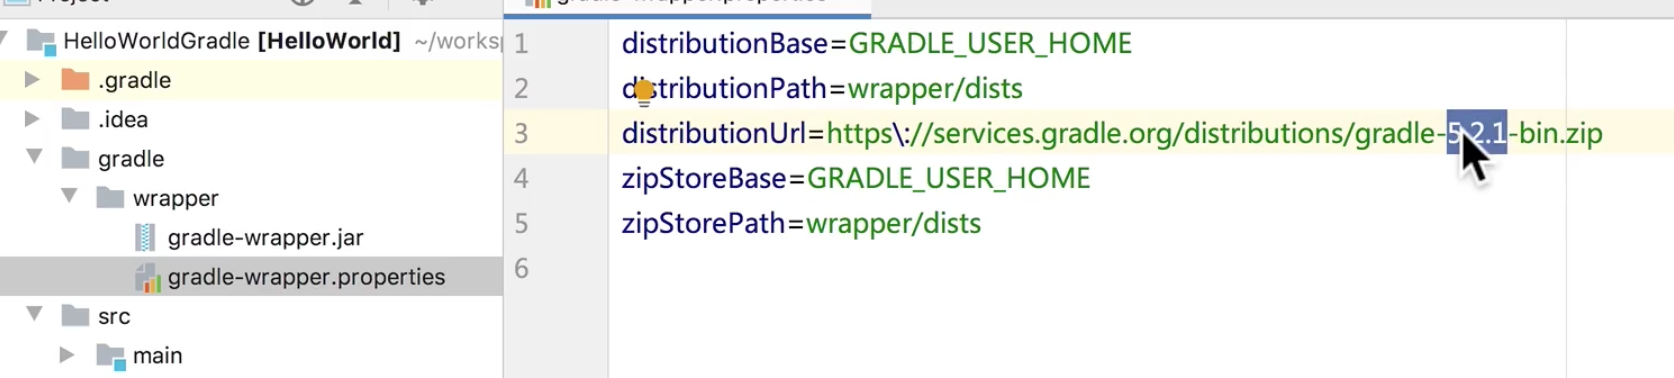 HelloWorldGradle [HelloWorld] ~/works
.gradle
.idea
gradle
wrapper
gradle-wrapper.jar
gradle-wrapper.properties
src
main
1 distributionBase=GRADLE_USER_HOME
2 distributionPath=wrapper/dists
3 distributionUrl=https\://services.gradle.org/distributions/gradle-5.2.1-bin.zip
4 zipStoreBase=GRADLE_USER_HOME
5 zipStorePath=wrapper/dists
6